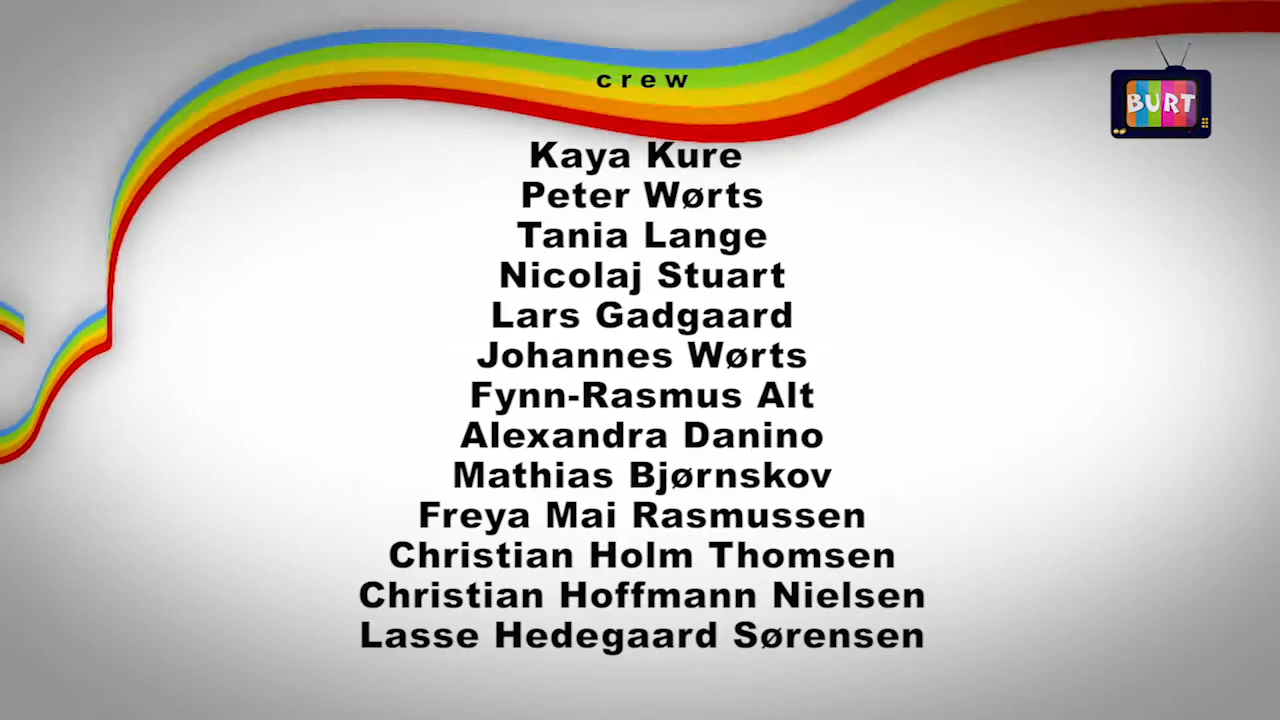 crew
BURT
Kaya Kure
Peter Wørts
Tania Lange
Nicolaj Stuart
Lars Gadgaard
Johannes Wørts
Fynn-Rasmus Alt
Alexandra Danino
Mathias Bjørnskov
Freya Mai Rasmussen
Christian Holm Thomsen
Christian Hoffmann Nielsen
Lasse Hedegaard Sørensen